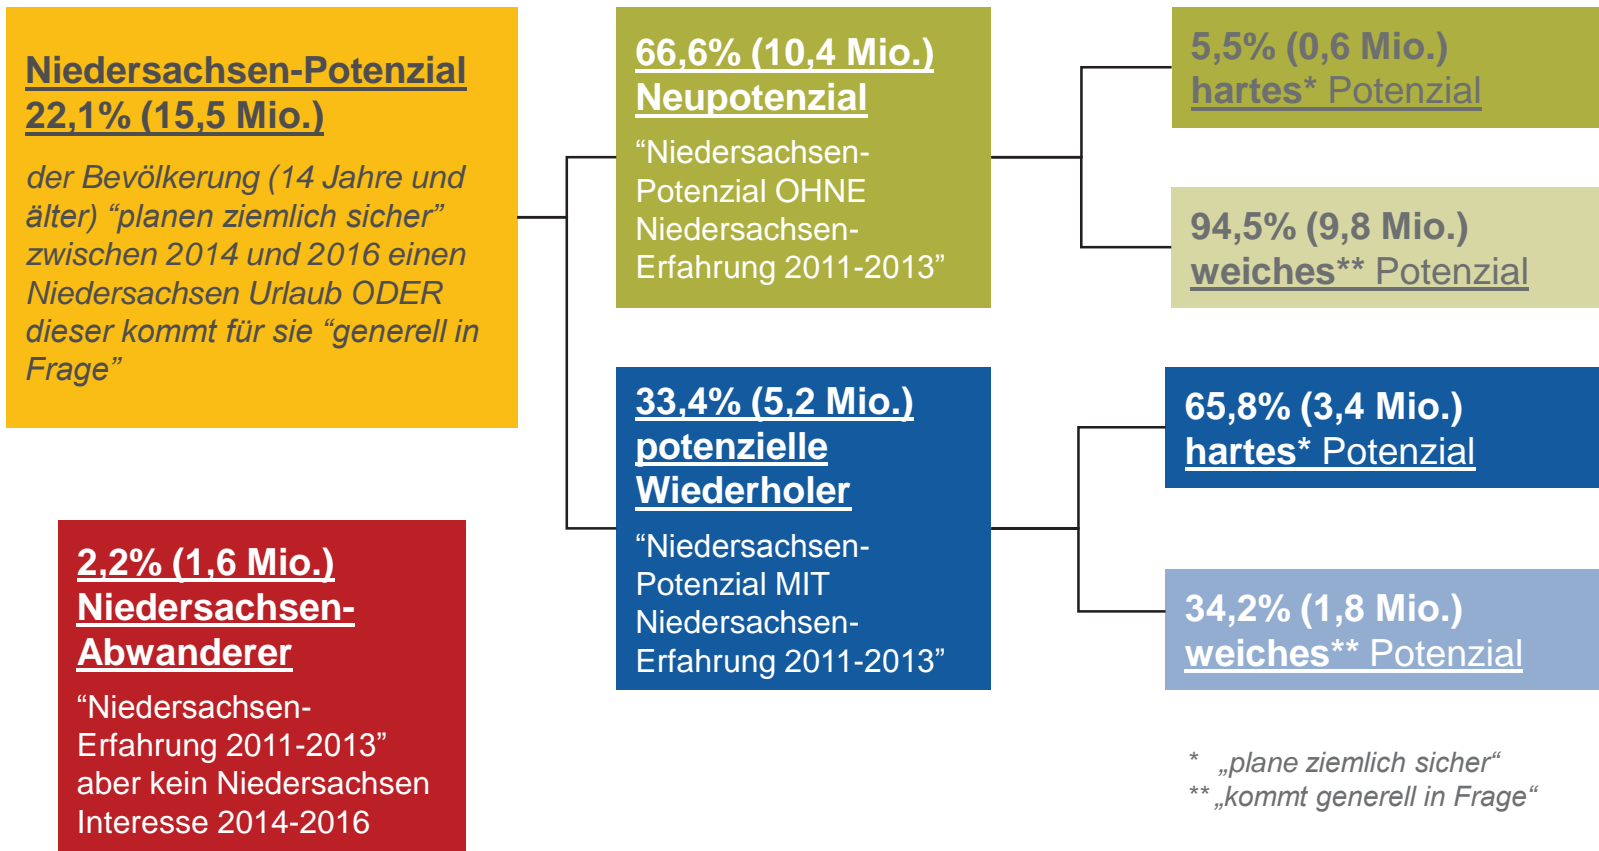 Niedersachsen-Potenzial
22,1% (15,5 Mio.)
der Bevölkerung (14 Jahre und
älter) “planen ziemlich sicher”
zwischen 2014 und 2016 einen
Niedersachsen Urlaub ODER
dieser kommt für sie “generell in
Frage”
66,6% (10,4 Mio.)
Neupotenzial
“Niedersachsen-
Potenzial OHNE
Niedersachsen-
Erfahrung 2011-2013”
5,5% (0,6 Mio.)
hartes* Potenzial
94,5% (9,8 Mio.)
weiches** Potenzial
33,4% (5,2 Mio.)
potenzielle
Wiederholer
“Niedersachsen-
Potenzial MIT
Niedersachsen-
Erfahrung 2011-2013”
65,8% (3,4 Mio.)
hartes* Potenzial
34,2% (1,8 Mio.)
weiches** Potenzial
2,2% (1,6 Mio.)
Niedersachsen-
Abwanderer
“Niedersachsen-
Erfahrung 2011-2013”
aber kein Niedersachsen
Interesse 2014-2016
* „plane ziemlich sicher“
** „kommt generell in Frage“